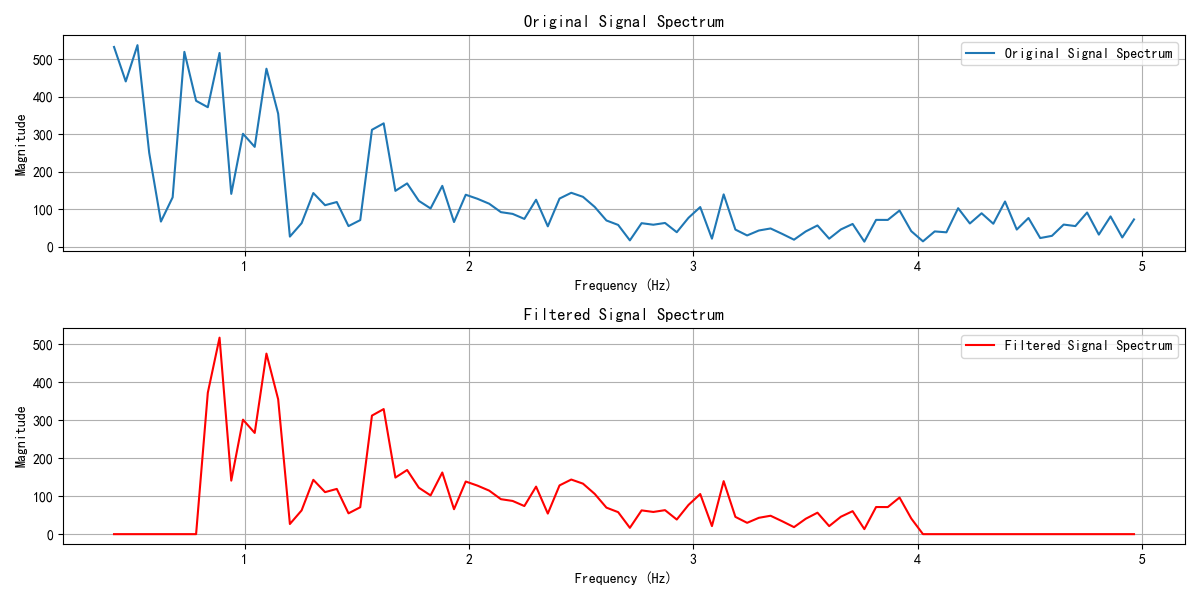 Original Signal Spectrum
Original Signal Spectrum
Magnitude
500
400
300
200
100
0
1
2
3
4
5
Frequency (Hz)
Filtered Signal Spectrum
Filtered Signal Spectrum
Magnitude
500
400
300
200
100
0
1
2
3
4
5
Frequency (Hz)